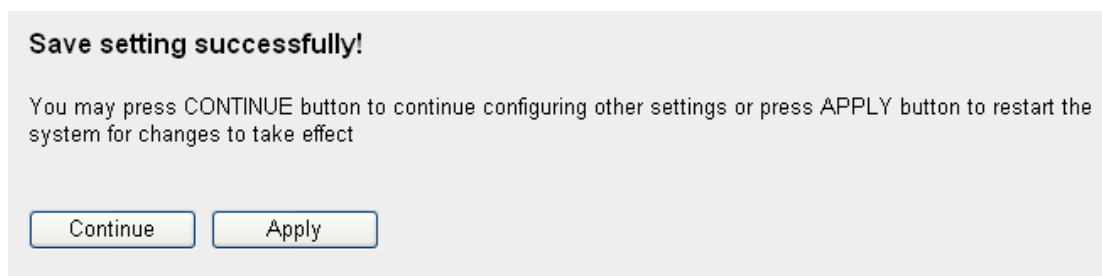 Save setting successfully!
You may press CONTINUE button to continue configuring other settings or press APPLY button to restart the
system for changes to take effect
Continue Apply